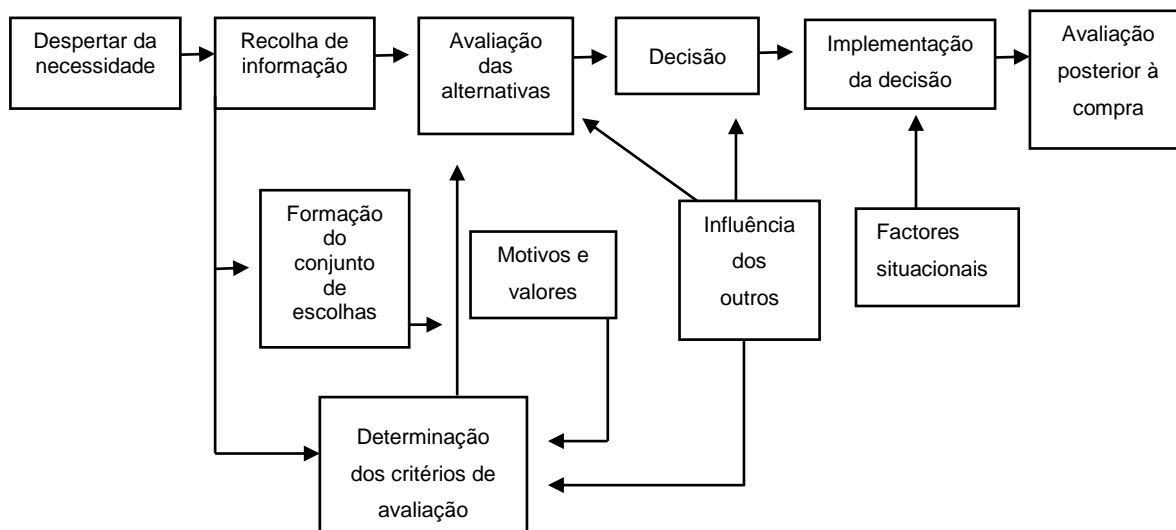 Despertar da
necessidade
Recolha de
informação
Avaliação
das
alternativas
Decisão
Implementação
da decisão
Avaliação
posterior à
compra
Formação
do
conjunto
de
escolhas
Motivos e
valores
Influência
dos
outros
Factores
situacionais
Determinação
dos critérios de
avaliação